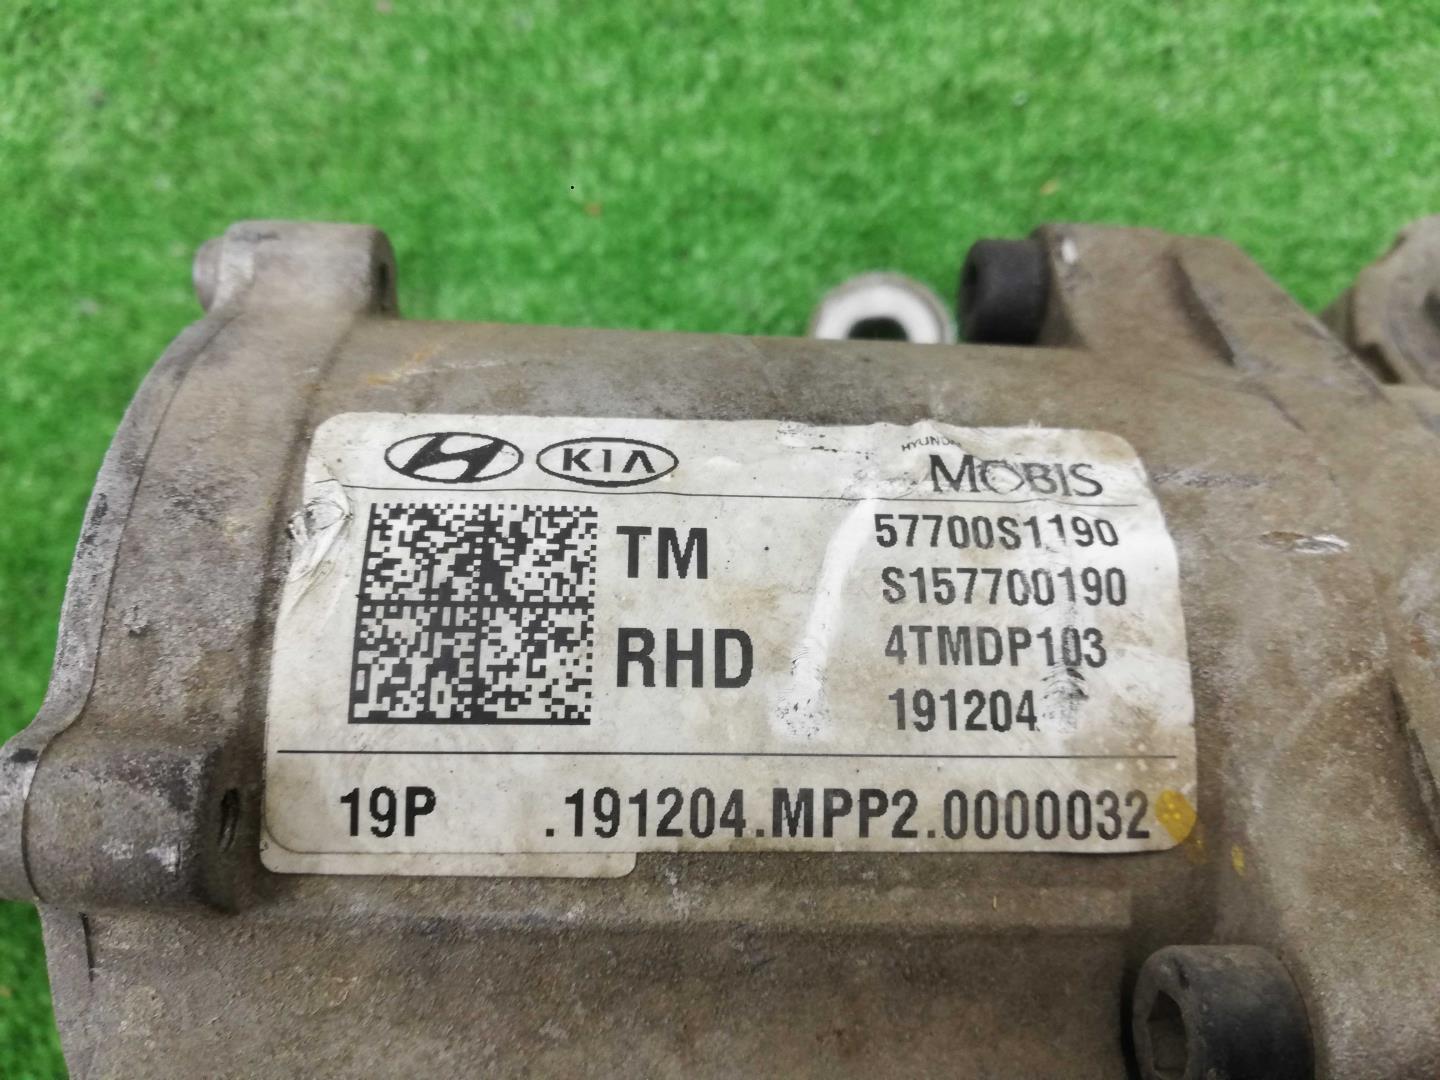 KIA
HYUNDAI
MOBIS
TM
RHD
57700S1190
S157700190
4TMDP103
191204
19P .191204.MPP2.0000032